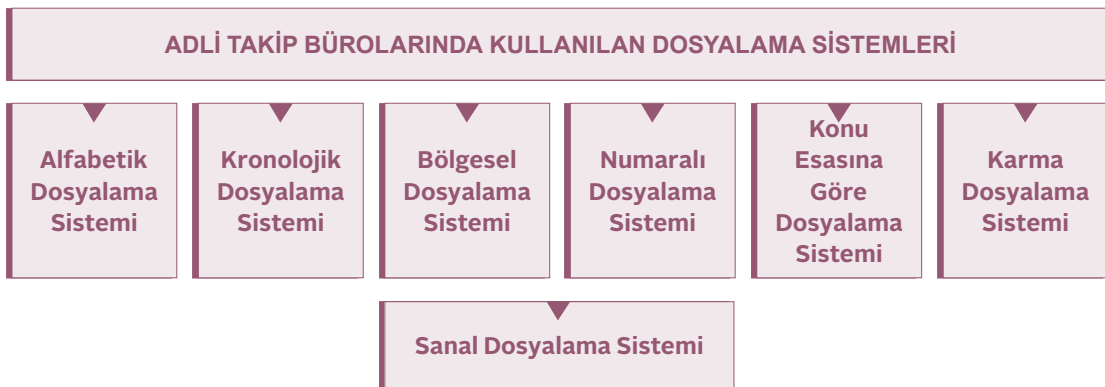 ADLİ TAKİP BÜROLARINDA KULLANILAN DOSYALAMA SİSTEMLERİ
Alfabetik
Dosyalama
Sistemi
Kronolojik
Dosyalama
Sistemi
Bölgesel
Dosyalama
Sistemi
Numaralı
Dosyalama
Sistemi
Konu
Esasına
Göre
Dosyalama
Sistemi
Karma
Dosyalama
Sistemi
Sanal Dosyalama Sistemi